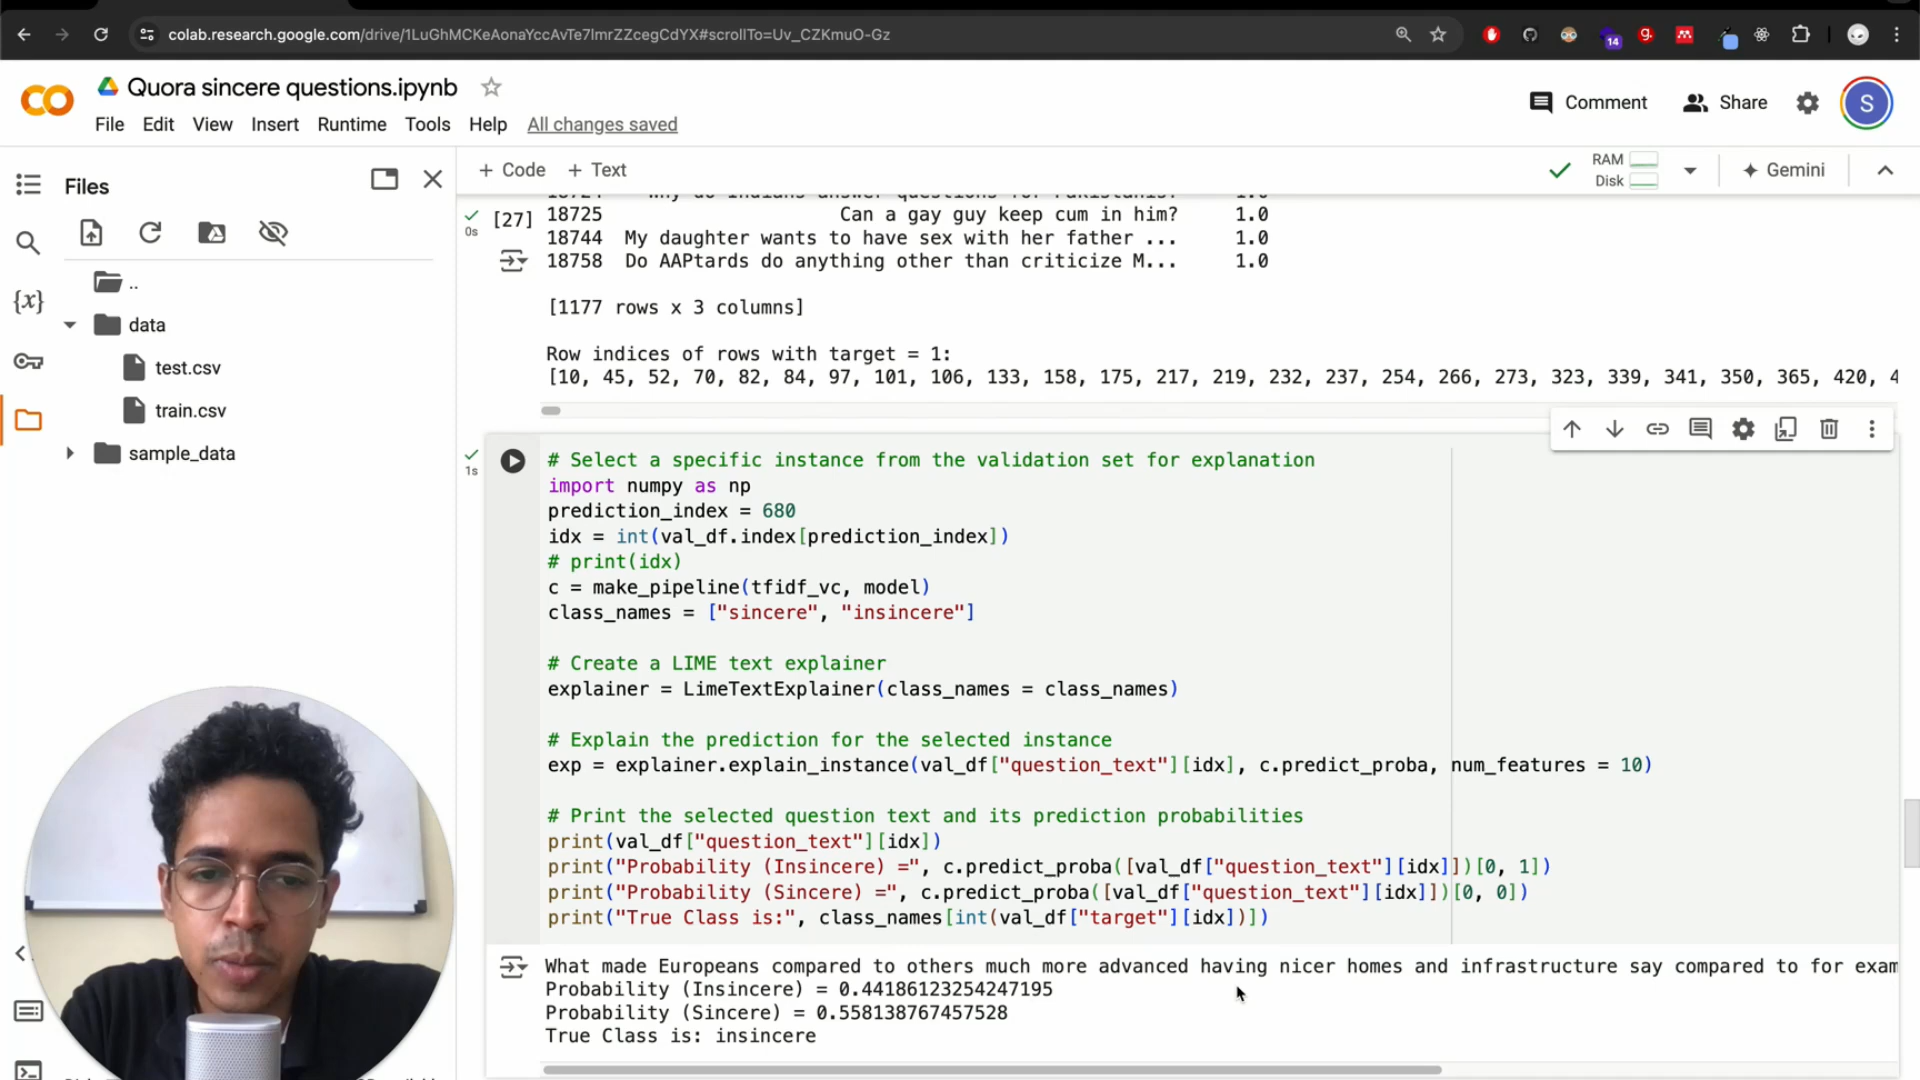 colab.research.google.com/drive/1LuGhMCKeAonaYccAvTe7ImrZZcegCdYX#scrollTo=Uv_CZKmuO-Gz
14
Quora sincere questions.ipynb
Comment
Share
S
File Edit View Insert Runtime Tools Help All changes saved
Files
+ Code + Text
RAM
Disk
Gemini
..
data
test.csv
train.csv
sample_data
{x}
0s
[27]
18725 Can a gay guy keep cum in him? 1.0
18744 My daughter wants to have sex with her father ... 1.0
18758 Do AAPtards do anything other than criticize M... 1.0
[1177 rows x 3 columns]
Row indices of rows with target = 1:
[10, 45, 52, 70, 82, 84, 97, 101, 106, 133, 158, 175, 217, 219, 232, 237, 254, 266, 273, 323, 339, 341, 350, 365, 420, 4
1s
# Select a specific instance from the validation set for explanation
import numpy as np
prediction_index = 680
idx = int(val_df.index[prediction_index])
# print(idx)
c = make_pipeline(tfidf_vc, model)
class_names = ["sincere", "insincere"]
# Create a LIME text explainer
explainer = LimeTextExplainer(class_names = class_names)
# Explain the prediction for the selected instance
exp = explainer.explain_instance(val_df["question_text"][idx], c.predict_proba, num_features = 10)
# Print the selected question text and its prediction probabilities
print(val_df["question_text"][idx])
print("Probability (Insincere) =", c.predict_proba([val_df["question_text"][idx]])[0, 1])
print("Probability (Sincere) =", c.predict_proba([val_df["question_text"][idx]])[0, 0])
print("True Class is:", class_names[int(val_df["target"][idx])])
What made Europeans compared to others much more advanced having nicer homes and infrastructure say compared to for exam
Probability (Insincere) = 0.44186123254247195
Probability (Sincere) = 0.558138767457528
True Class is: insincere